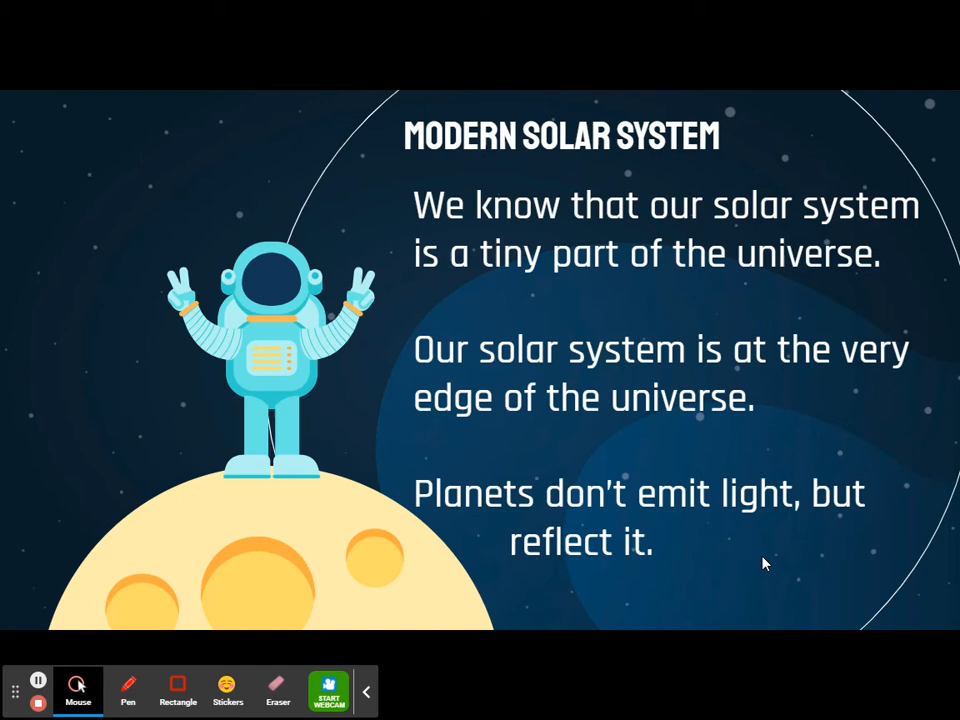 MODERN SOLAR SYSTEM
We know that our solar system
is a tiny part of the universe.
Our solar system is at the very
edge of the universe.
Planets don't emit light, but
reflect it.
Mouse
Pen
Rectangle
Stickers
Eraser
START
WEBCAM